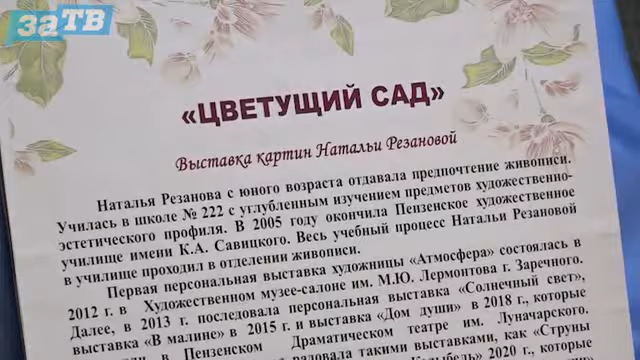 заТВ
«ЦВЕТУЩИЙ САД»
Выставка картин Натальи Резановой
Наталья Резанова с юного возраста отдавала предпочтение живописи.
Училась в школе № 222 с углубленным изучением предметов художественно-
эстетического профиля. В 2005 году окончила Пензенское художественное
училище имени К.А. Савицкого. Весь учебный процесс Натальи Резановой
в училище проходил в отделении живописи.
Первая персональная выставка художницы «Атмосфера» состоялась в
2012 г. в Художественном музее-салоне им. М.Ю. Лермонтова г. Заречного.
Далее, в 2013 г. последовала персональная выставка «Солнечный свет»,
выставка «В малине» в 2015 г. и выставка «Дом души» в 2018 г., которые
в Пензенском Драматическом театре им. Луначарского.
радовала такими выставками, как «Струны
2020 г., которые